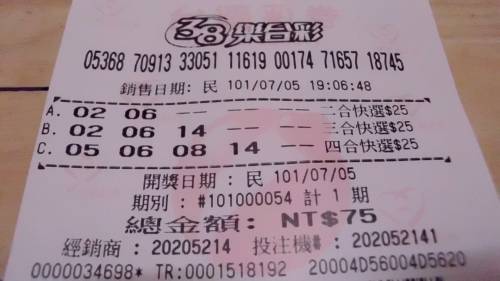 38樂合彩
05368 70913 33051 11619 00174 71657 18745
銷售日期: 民 101/07/05 19:06:48
A. 02 06 -- -- -- 二合快選$25
B. 02 06 14 -- -- 三合快選$25
C. 05 06 08 14 -- 四合快選$25
開獎日期 : 民 101/07/05
期別 : #101000054 計 1 期
總金額: NT$75
經銷商 : 20205214 投注機# : 202052141
0000034698* TR:0001518192 20004D56004D5620